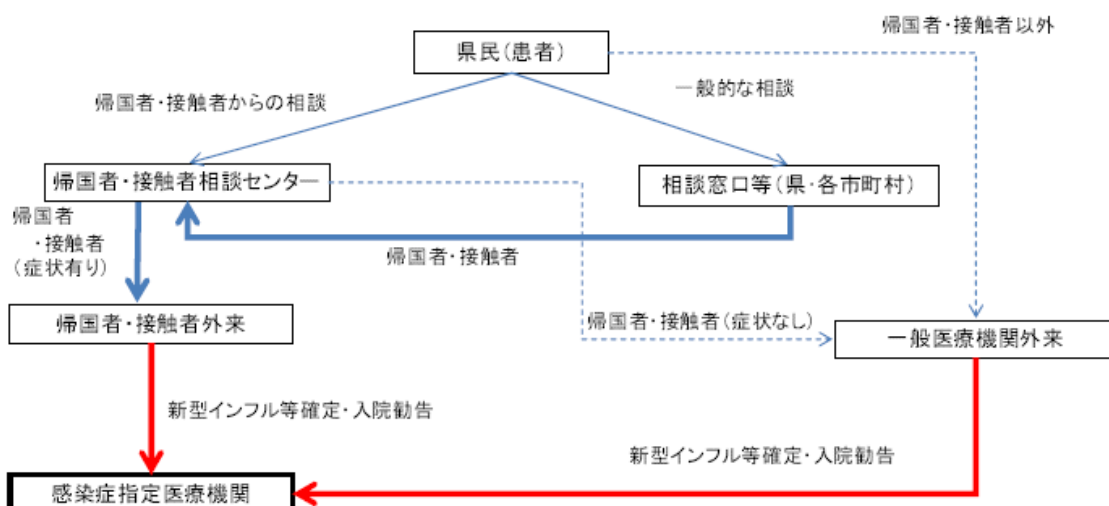 帰国者・接触者以外
県民(患者)
帰国者・接触者からの相談
一般的な相談
帰国者・接触者相談センター
相談窓口等(県・各市町村)
帰国者
・接触者
(症状有り)
帰国者・接触者
帰国者・接触者外来
帰国者・接触者(症状なし)
一般医療機関外来
新型インフル等確定・入院勧告
新型インフル等確定・入院勧告
感染症指定医療機関